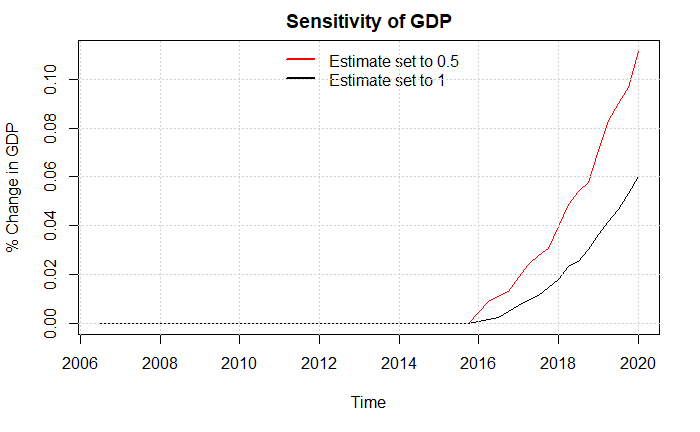 Sensitivity of GDP
Estimate set to 0.5
Estimate set to 1
% Change in GDP
0.10
0.08
0.06
0.04
0.02
0.00
2006 2008 2010 2012 2014 2016 2018 2020
Time